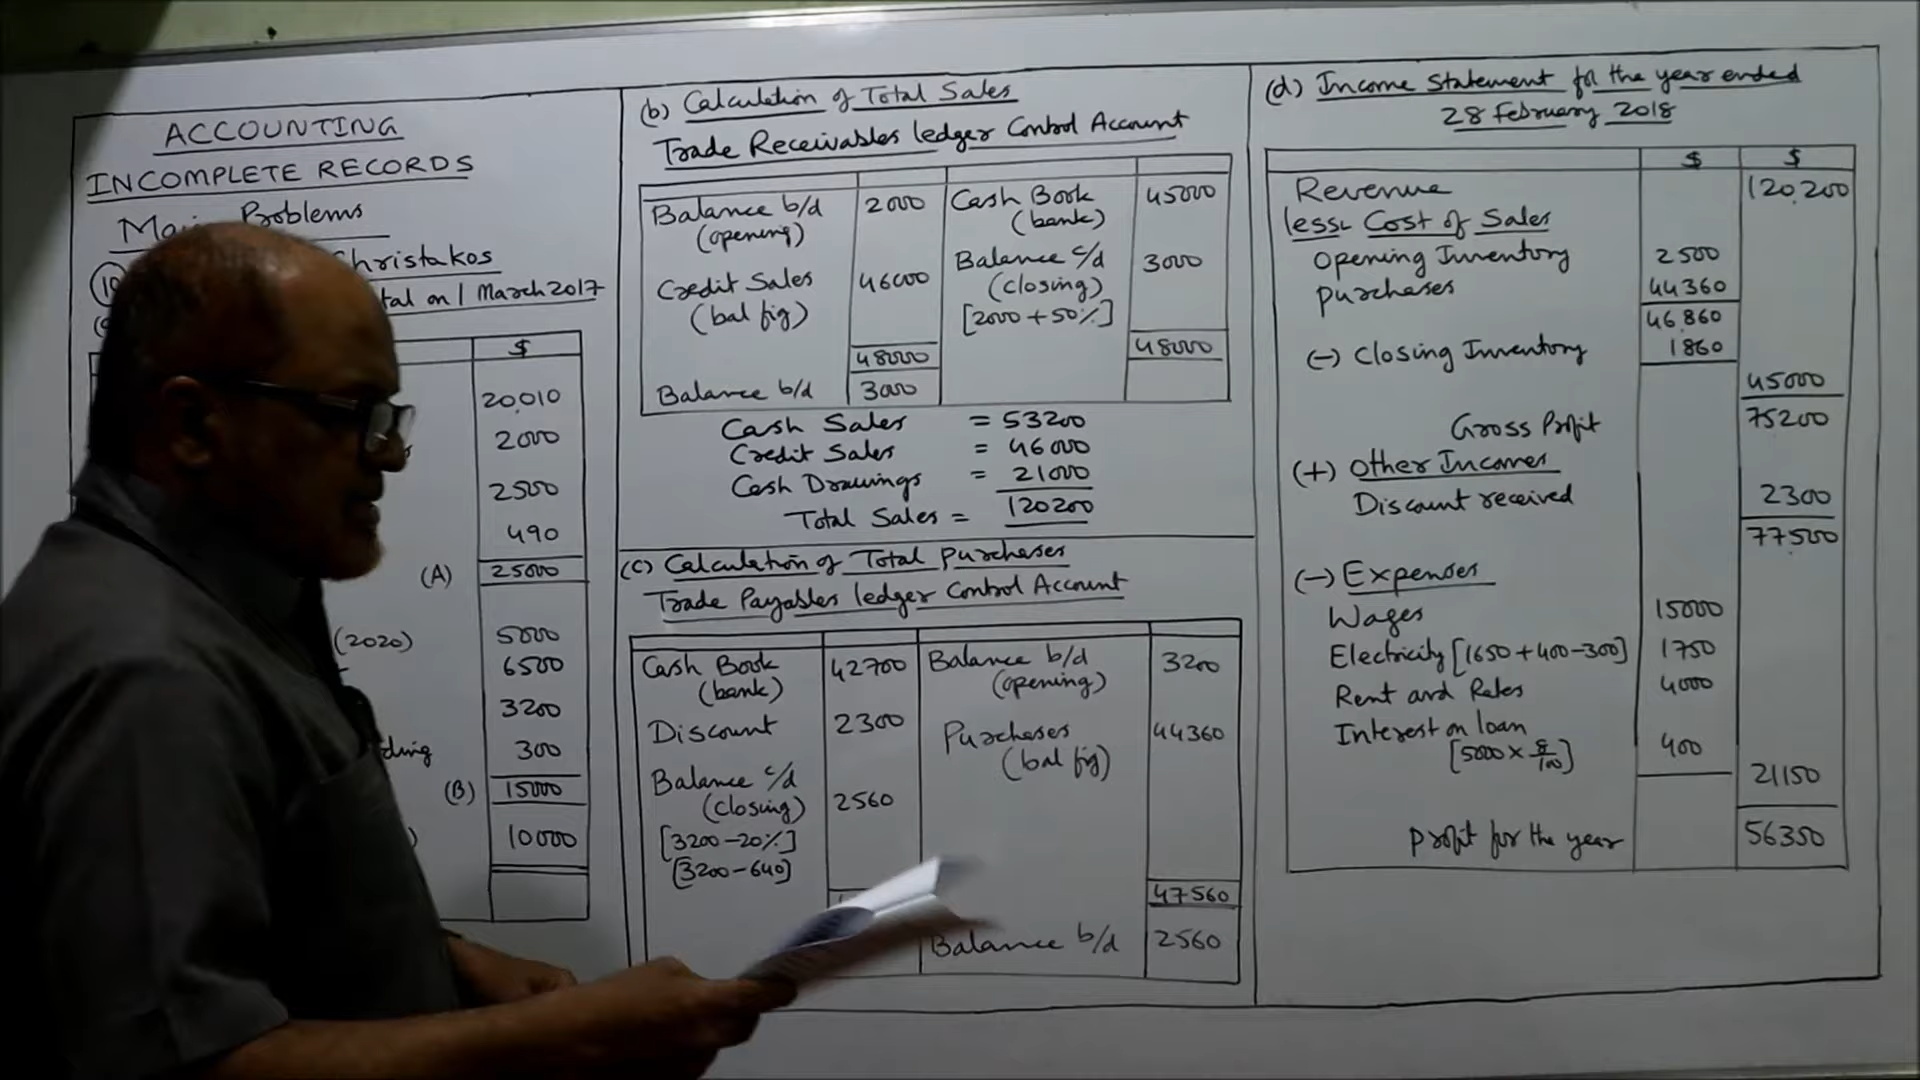 ACCOUNTING
INCOMPLETE RECORDS
Problems
Christakos
on 1 March 2017
$
20,010
2000
2500
490
(A) 25000
(2020) 5000
6500
3200
300
(B) 15000
10000
(b) Calculation of Total Sales
Trade Receivables ledger Control Account
Balance b/d 2000 Cash Book 45000
(opening) (bank)
Credit Sales 46000 Balance c/d 3000
(bal fig) (closing)
[2000 + 50%]
48000 48000
Balance b/d 3000
Cash Sales = 53200
Credit Sales = 46000
Cash Drawings = 21000
Total Sales = 120200
(c) Calculation of Total Purchases
Trade Payables ledger Control Account
Cash Book 42700 Balance b/d 3200
(bank) (opening)
Discount 2300 Purchases 44360
(bal fig)
Balance c/d
(closing) 2560
[3200-20%]
[3200-640]
47560
Balance b/d 2560
(d) Income Statement for the year ended
28 February 2018
$ $
Revenue 120,200
less Cost of Sales
Opening Inventory 2500
purchases 44360
46860
(-) Closing Inventory 1860
45000
Gross Profit 75200
(+) Other Incomes
Discount received 2300
77500
(-) Expenses
Wages 15000
Electricity [1650+400-300] 1750
Rent and Rates 4000
Interest on loan
[5000 x 8/100] 400
21150
profit for the year 56350